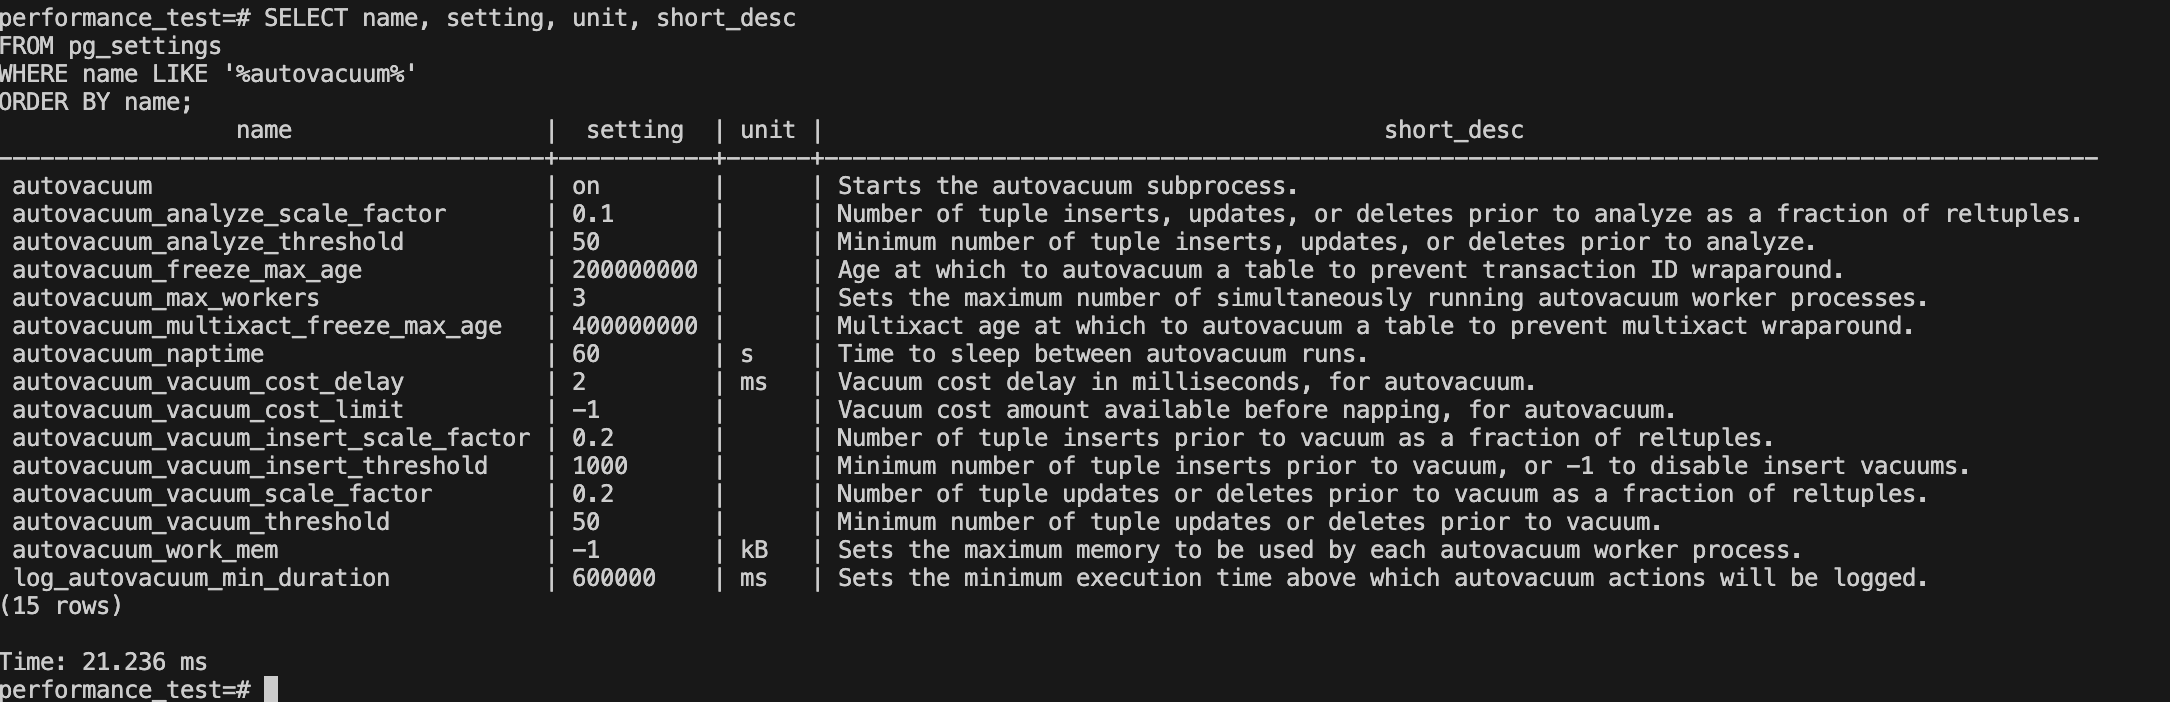 performance_test=# SELECT name, setting, unit, short_desc
FROM pg_settings
WHERE name LIKE '%autovacuum%'
ORDER BY name;
                 name                  |  setting  | unit |                                        short_desc
---------------------------------------+-----------+------+-------------------------------------------------------------------------------------------
 autovacuum                            | on        |      | Starts the autovacuum subprocess.
 autovacuum_analyze_scale_factor       | 0.1       |      | Number of tuple inserts, updates, or deletes prior to analyze as a fraction of reltuples.
 autovacuum_analyze_threshold          | 50        |      | Minimum number of tuple inserts, updates, or deletes prior to analyze.
 autovacuum_freeze_max_age             | 200000000 |      | Age at which to autovacuum a table to prevent transaction ID wraparound.
 autovacuum_max_workers                | 3         |      | Sets the maximum number of simultaneously running autovacuum worker processes.
 autovacuum_multixact_freeze_max_age   | 400000000 |      | Multixact age at which to autovacuum a table to prevent multixact wraparound.
 autovacuum_naptime                    | 60        | s    | Time to sleep between autovacuum runs.
 autovacuum_vacuum_cost_delay          | 2         | ms   | Vacuum cost delay in milliseconds, for autovacuum.
 autovacuum_vacuum_cost_limit          | -1        |      | Vacuum cost amount available before napping, for autovacuum.
 autovacuum_vacuum_insert_scale_factor | 0.2       |      | Number of tuple inserts prior to vacuum as a fraction of reltuples.
 autovacuum_vacuum_insert_threshold    | 1000      |      | Minimum number of tuple inserts prior to vacuum, or -1 to disable insert vacuums.
 autovacuum_vacuum_scale_factor        | 0.2       |      | Number of tuple updates or deletes prior to vacuum as a fraction of reltuples.
 autovacuum_vacuum_threshold           | 50        |      | Minimum number of tuple updates or deletes prior to vacuum.
 autovacuum_work_mem                   | -1        | kB   | Sets the maximum memory to be used by each autovacuum worker process.
 log_autovacuum_min_duration           | 600000    | ms   | Sets the minimum execution time above which autovacuum actions will be logged.
(15 rows)

Time: 21.236 ms
performance_test=#